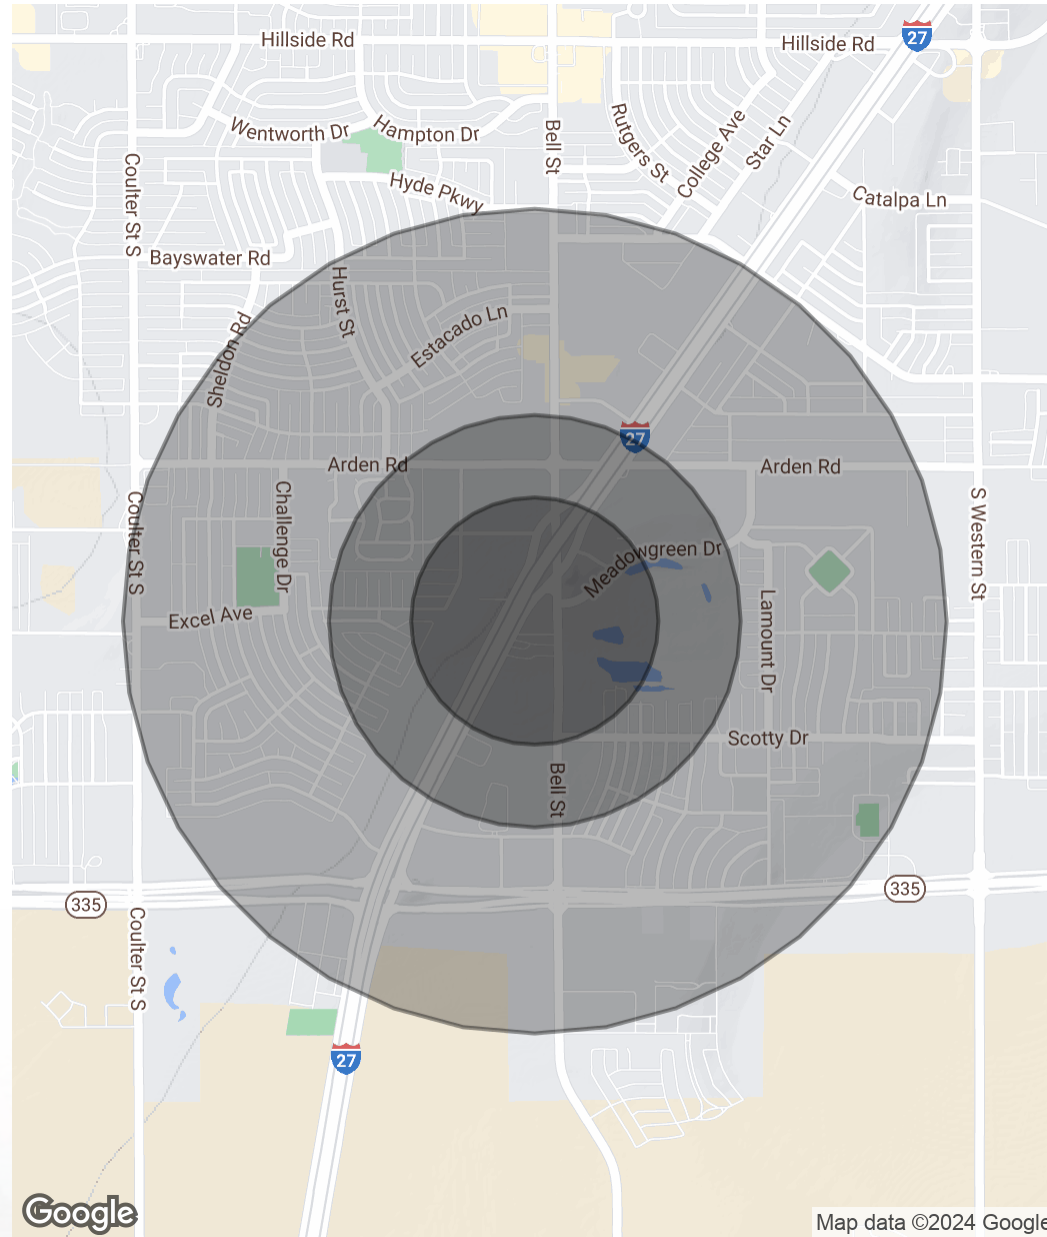 Hillside Rd
Hillside Rd
27
Wentworth Dr
Hampton Dr
Bell St
Rutgers St
College Ave
Star Ln
Coulter St S
Hyde Pkwy
Catalpa Ln
Bayswater Rd
Hurst St
Estacado Ln
Sheldon Rd
27
Arden Rd
Arden Rd
Challenge Dr
Coulter St S
S Western St
Meadowgreen Dr
Excel Ave
Lamount Dr
Scotty Dr
Bell St
335
335
Coulter St S
27
Google
Map data ©2024 Google